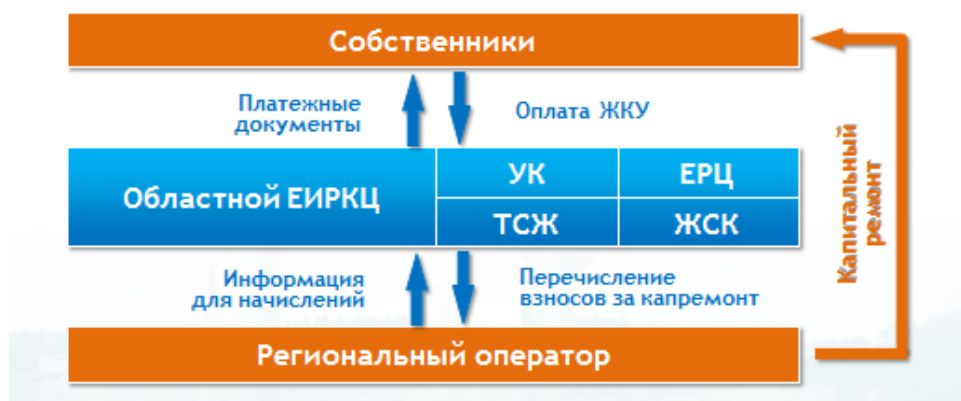 Собственники
Платежные
документы
Оплата ЖКУ
Областной ЕИРКЦ
УК
ЕРЦ
ТСЖ
ЖСК
Капитальный
ремонт
Информация
для начислений
Перечисление
взносов за капремонт
Региональный оператор